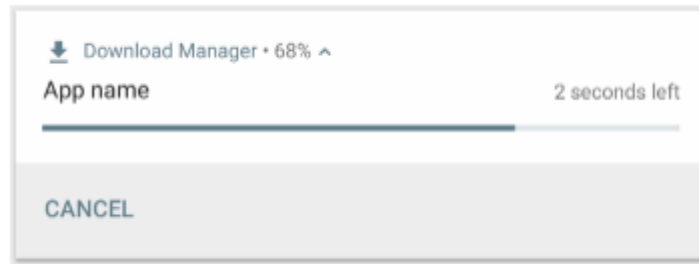 Download Manager • 68%
App name
2 seconds left
CANCEL